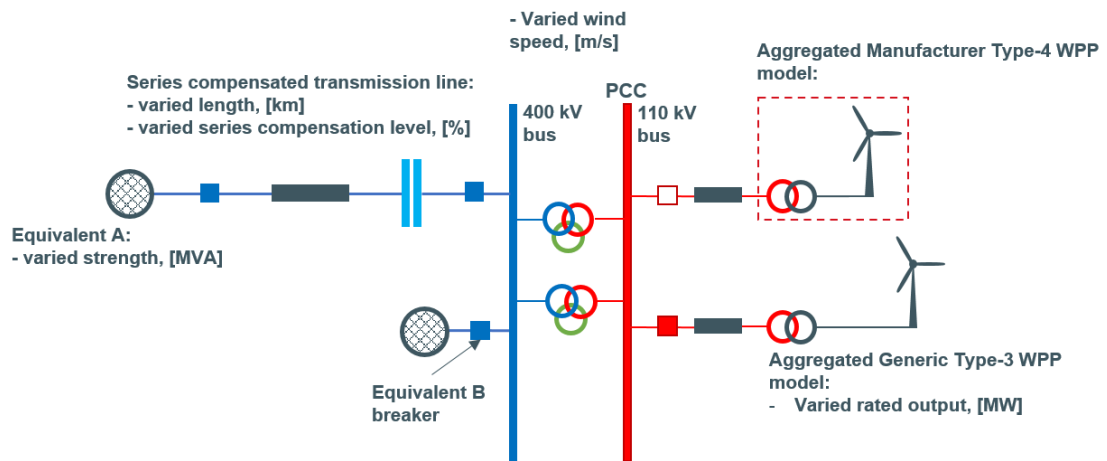 - Varied wind
speed, [m/s]
Aggregated Manufacturer Type-4 WPP
model:
Series compensated transmission line:
- varied length, [km]
- varied series compensation level, [%]
PCC
400 kV
bus
110 kV
bus
Equivalent A:
- varied strength, [MVA]
Equivalent B
breaker
Aggregated Generic Type-3 WPP
model:
- Varied rated output, [MW]